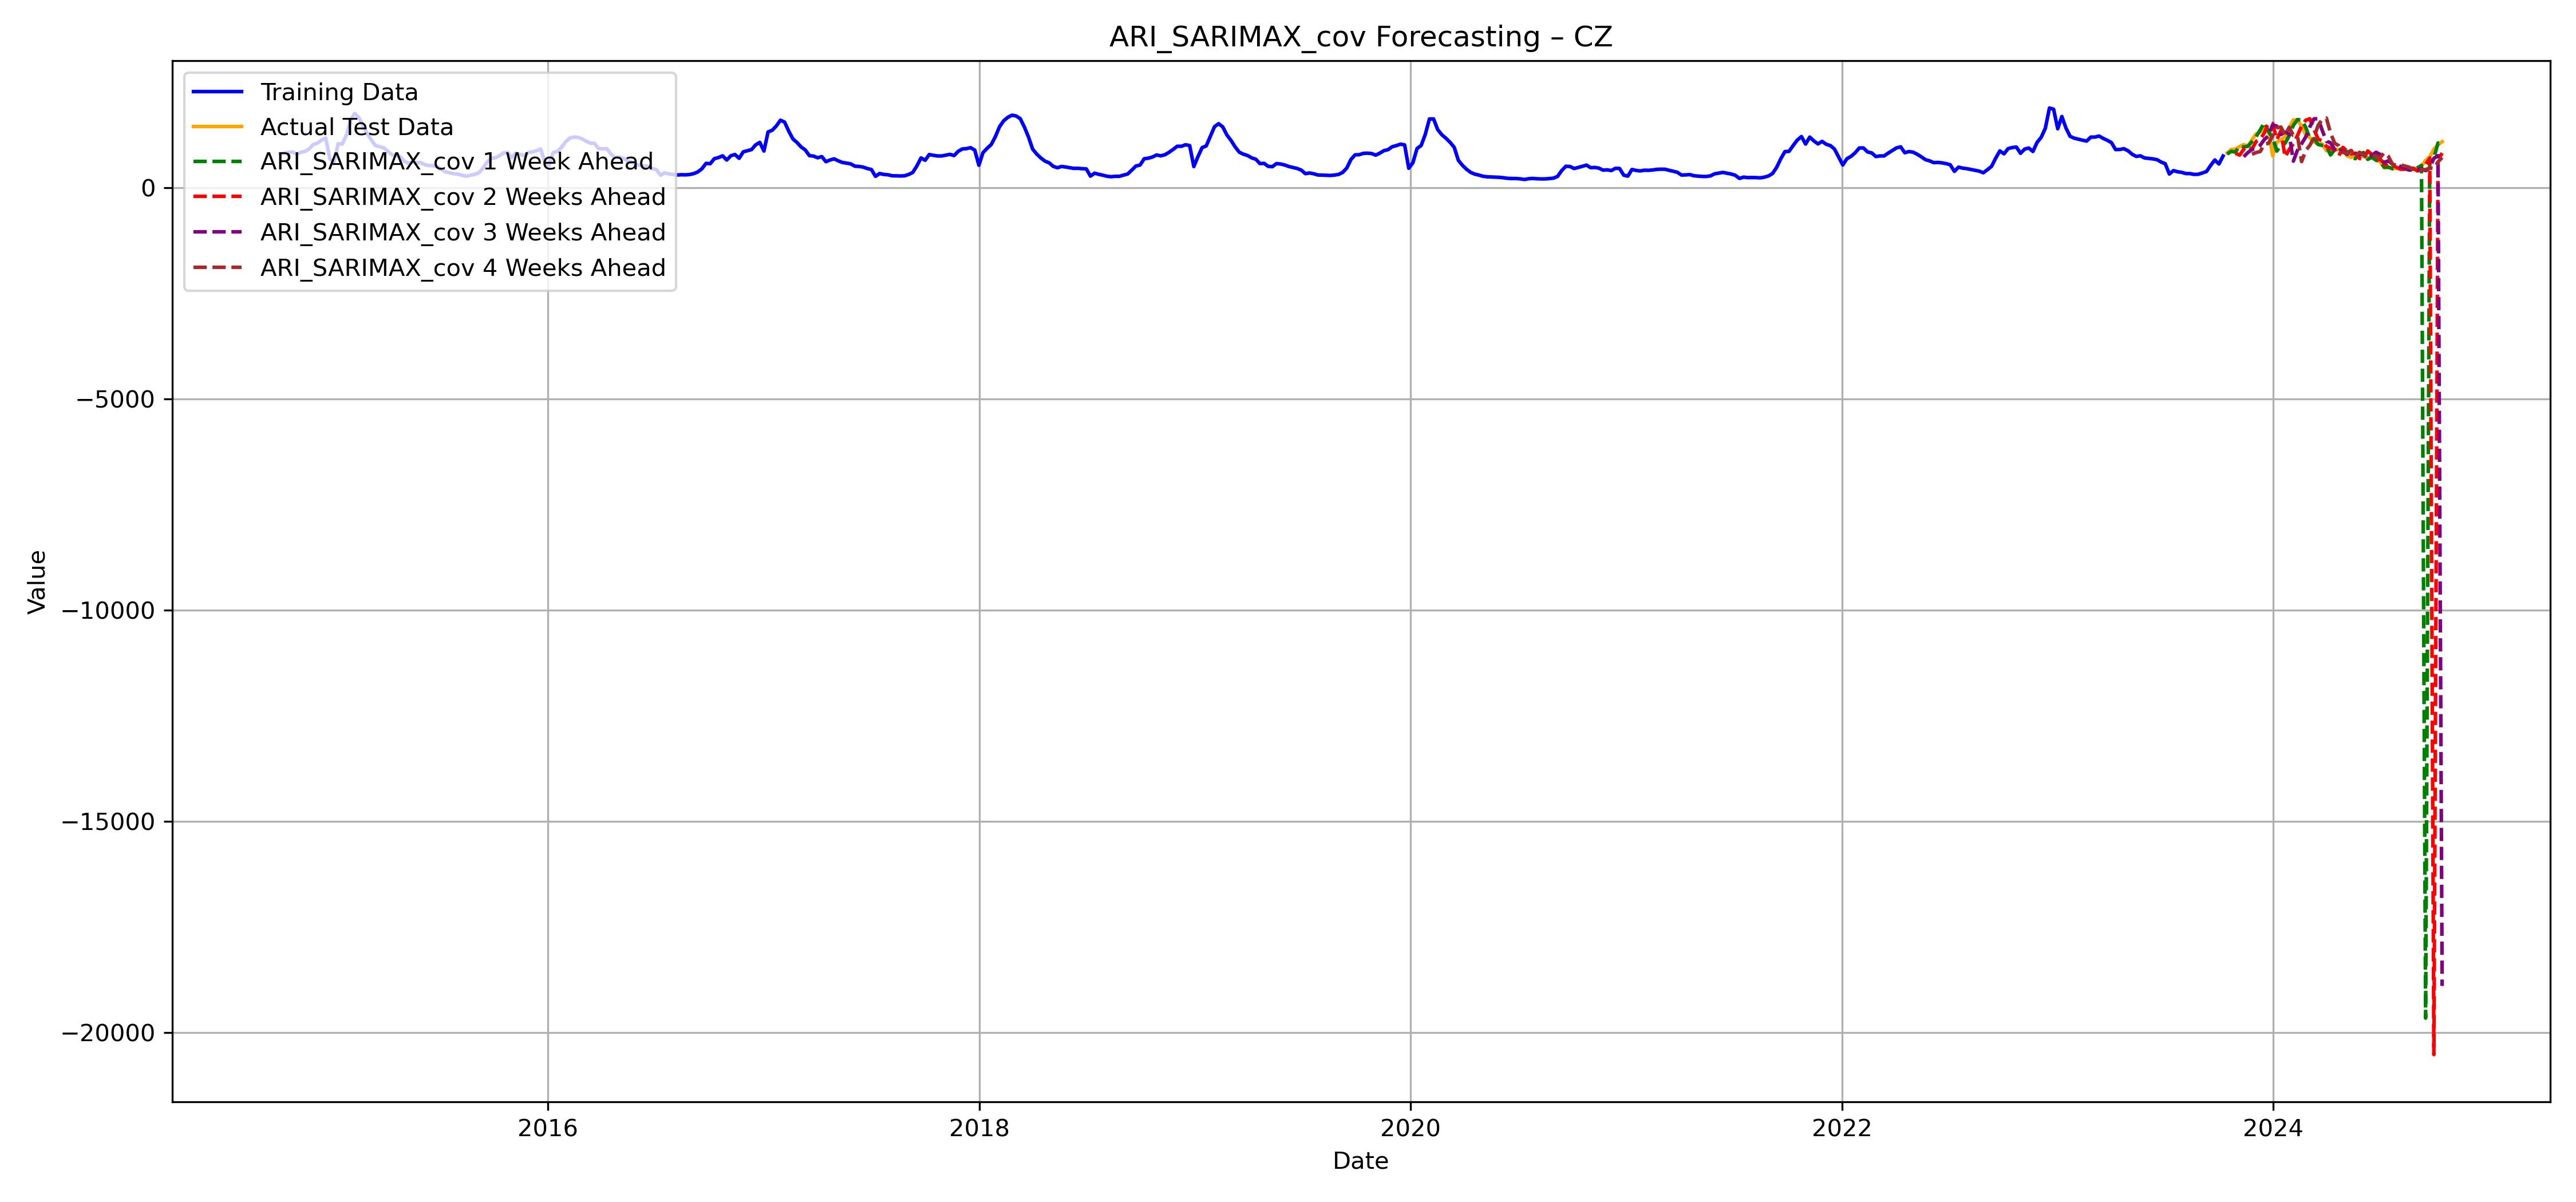 ARI_SARIMAX_cov Forecasting – CZ
Training Data
Actual Test Data
ARI_SARIMAX_cov 1 Week Ahead
ARI_SARIMAX_cov 2 Weeks Ahead
ARI_SARIMAX_cov 3 Weeks Ahead
ARI_SARIMAX_cov 4 Weeks Ahead
Value
0
−5000
−10000
−15000
−20000
2016
2018
2020
2022
2024
Date